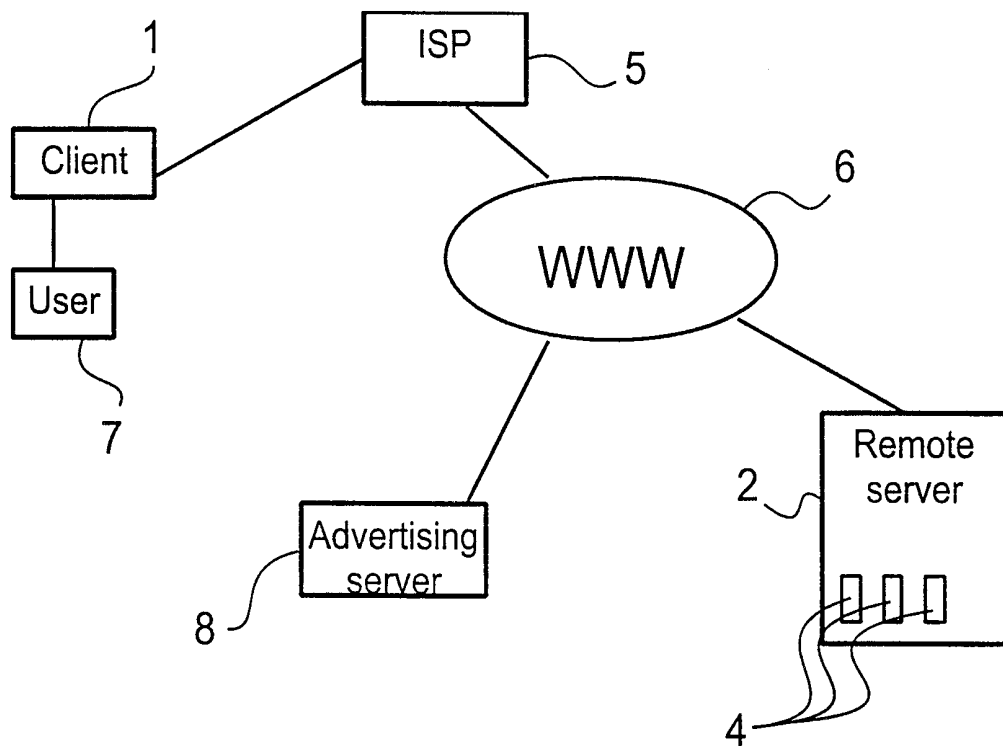 1
ISP
5
Client
6
WWW
User
7
Remote
server
2
Advertising
server
8
4